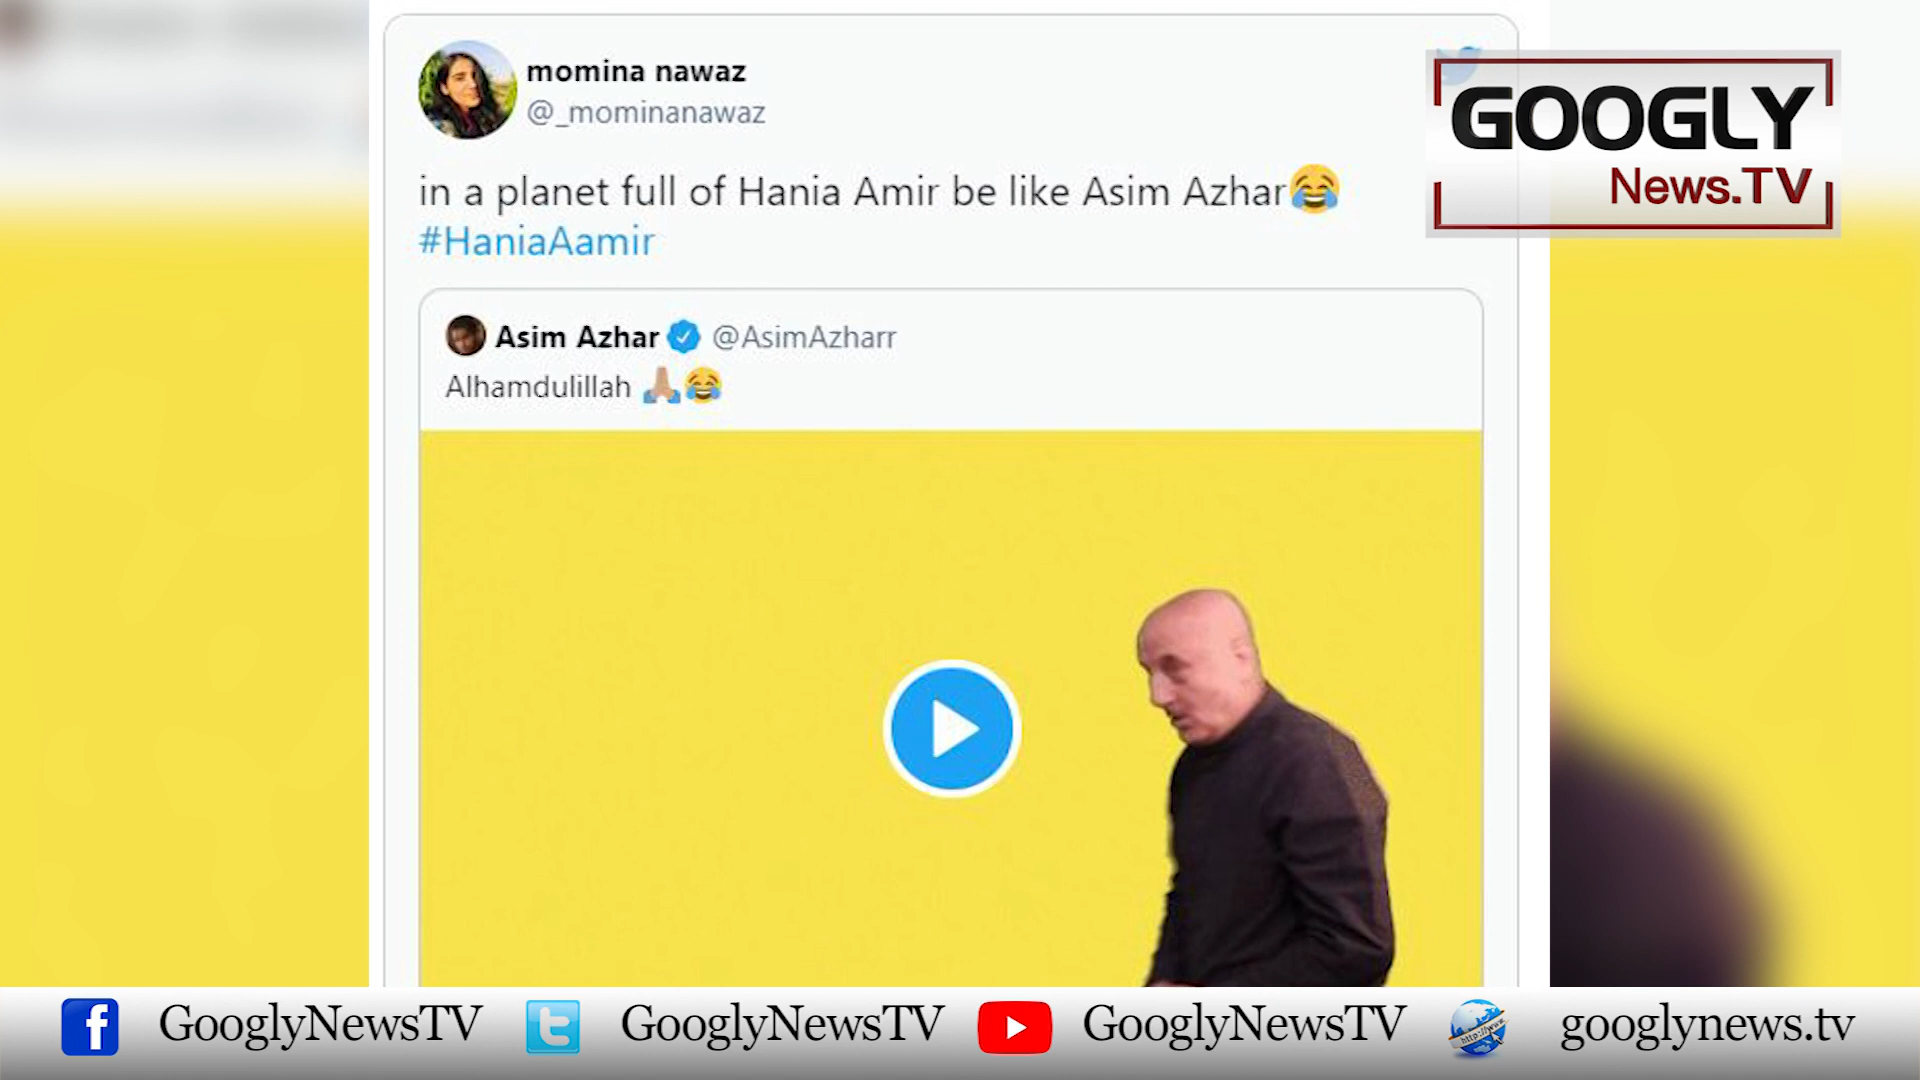 momina nawaz
@_mominanawaz
in a planet full of Hania Amir be like Asim Azhar😂
#HaniaAamir
Asim Azhar @AsimAzharr
Alhamdulillah 🙏🏽😂
GOOGLY
News.TV
GooglyNewsTV GooglyNewsTV GooglyNewsTV googlynews.tv